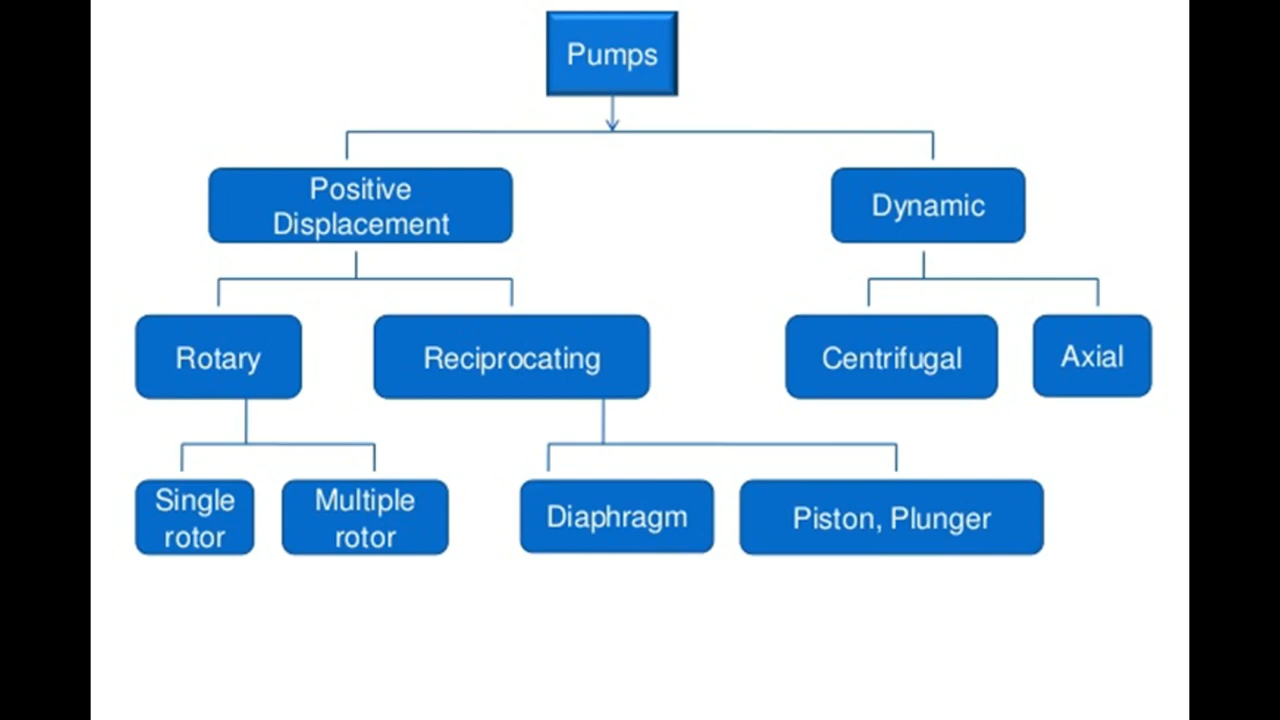 Pumps
Positive
Displacement
Dynamic
Rotary
Reciprocating
Centrifugal
Axial
Single
rotor
Multiple
rotor
Diaphragm
Piston, Plunger